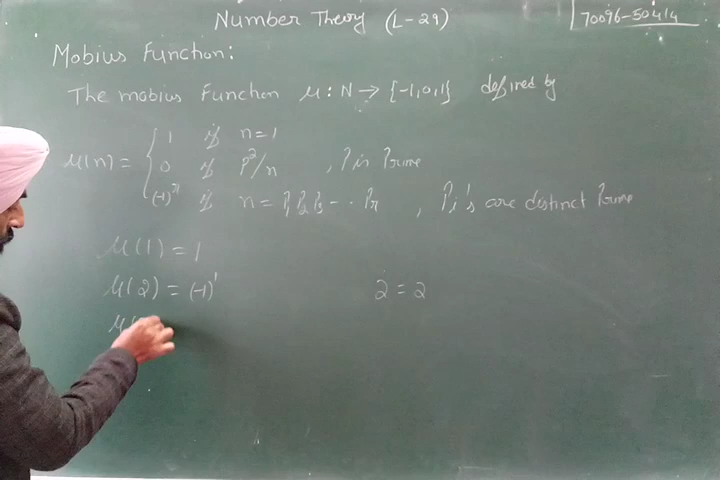 Number Theory (L-29)
70096-50414
Mobius Function:
The mobius Function μ : N → {-1,0,1} defined by
μ(n) = { 1 if n=1
0 if p²/n , P is Prime
(-1)^r if n = P₁P₂P₃ - - · Pr , Pi's are distinct Prime
μ(1) = 1
μ(2) = (-1)¹ 2 = 2
μ(